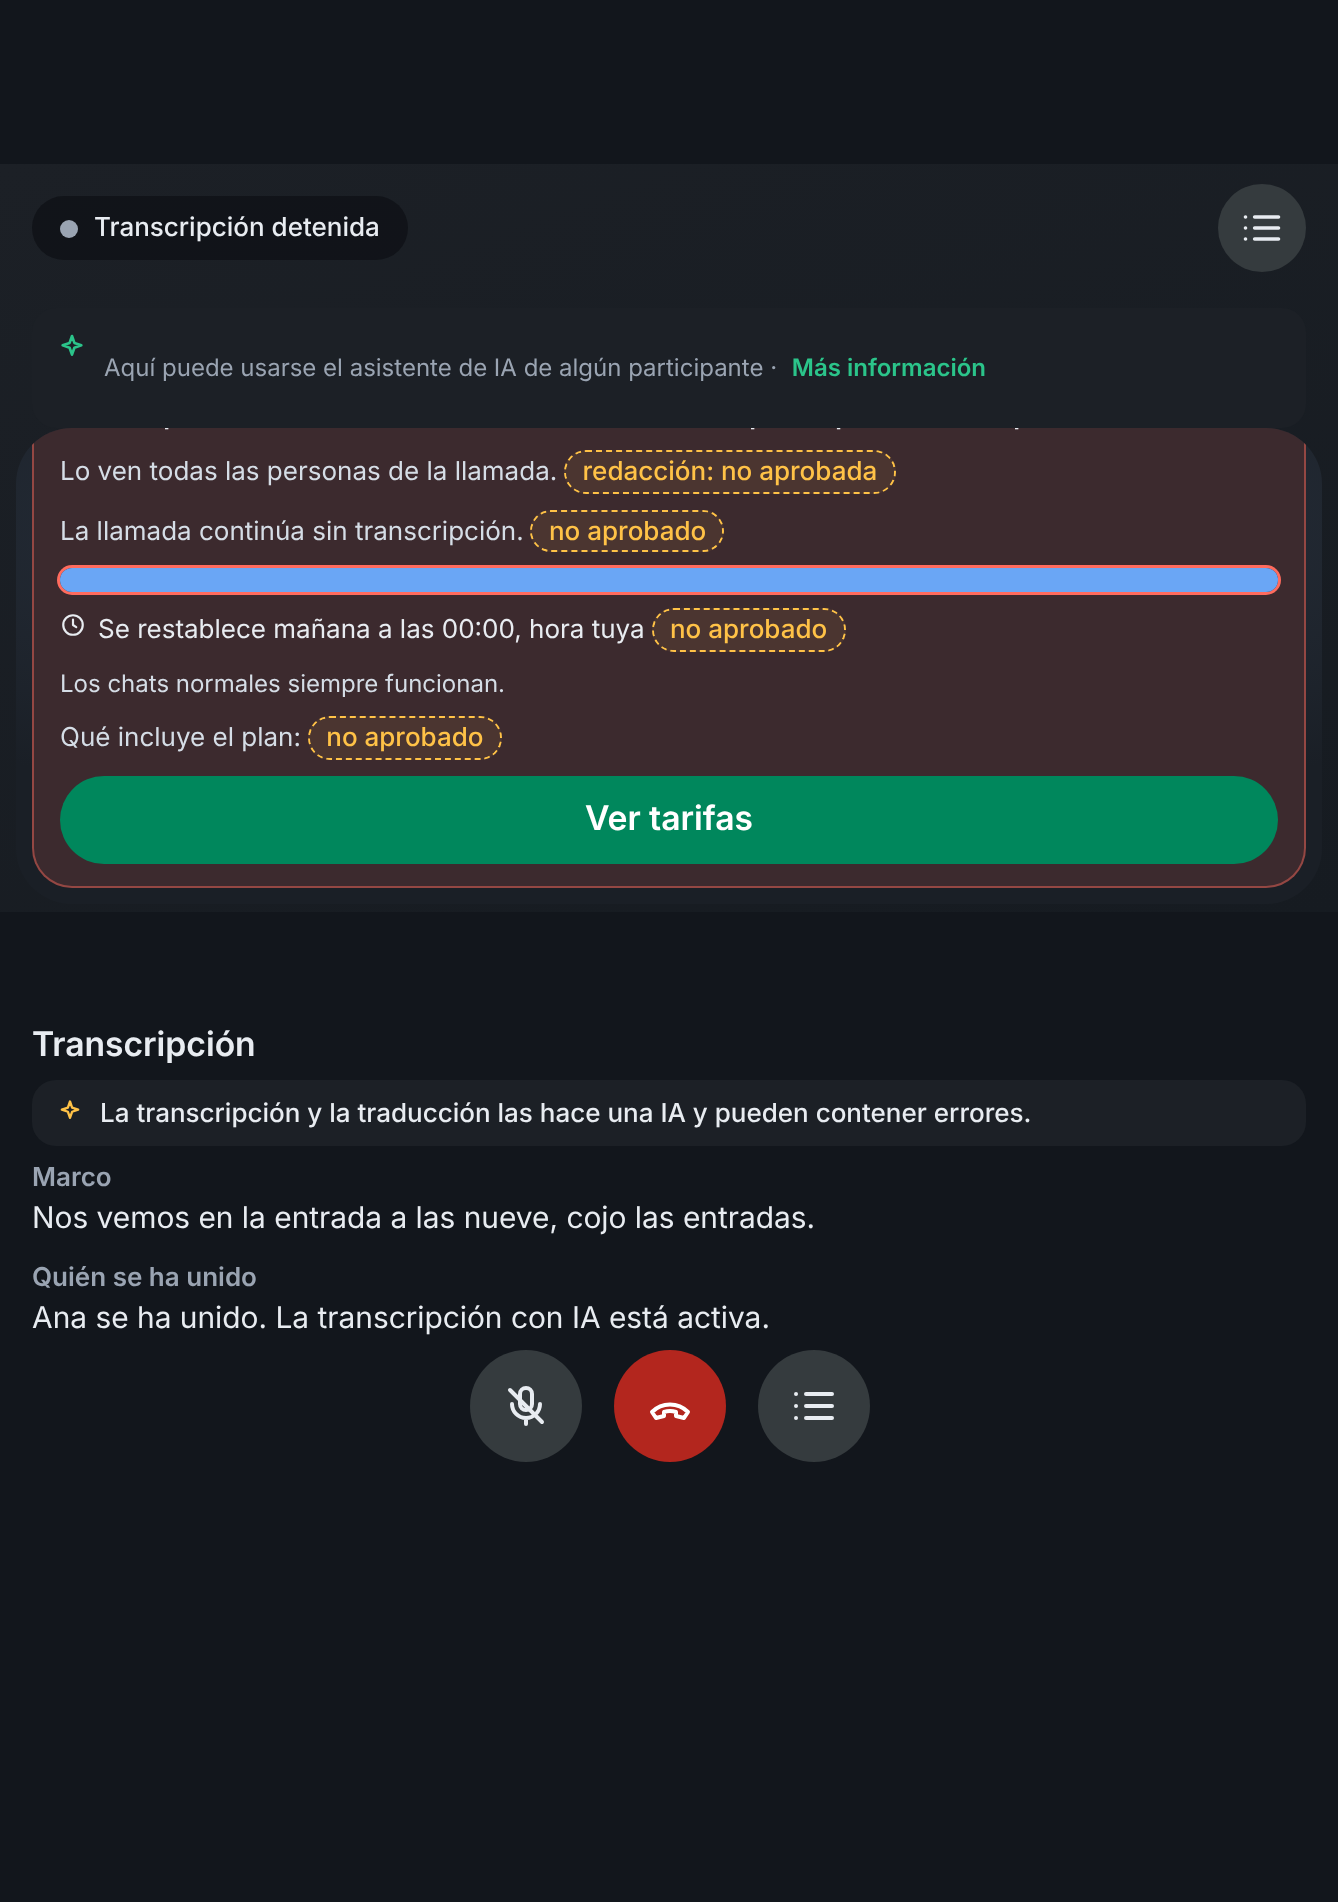 Transcripción detenida
Aquí puede usarse el asistente de IA de algún participante · Más información
Lo ven todas las personas de la llamada. redacción: no aprobada
La llamada continúa sin transcripción. no aprobado
Se restablece mañana a las 00:00, hora tuya no aprobado
Los chats normales siempre funcionan.
Qué incluye el plan: no aprobado
Ver tarifas
Transcripción
La transcripción y la traducción las hace una IA y pueden contener errores.
Marco
Nos vemos en la entrada a las nueve, cojo las entradas.
Quién se ha unido
Ana se ha unido. La transcripción con IA está activa.